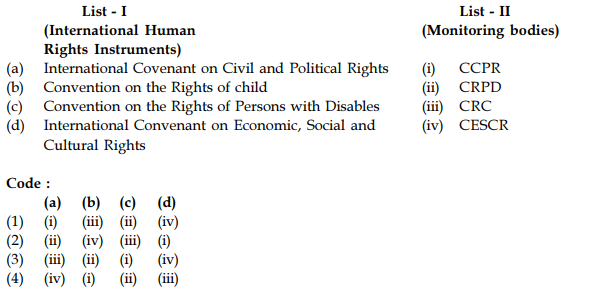 List - I List - II
(International Human (Monitoring bodies)
Rights Instruments)
(a) International Covenant on Civil and Political Rights (i) CCPR
(b) Convention on the Rights of child (ii) CRPD
(c) Convention on the Rights of Persons with Disables (iii) CRC
(d) International Convenant on Economic, Social and (iv) CESCR
Cultural Rights
Code :
(a) (b) (c) (d)
(1) (i) (iii) (ii) (iv)
(2) (ii) (iv) (iii) (i)
(3) (iii) (ii) (i) (iv)
(4) (iv) (i) (ii) (iii)